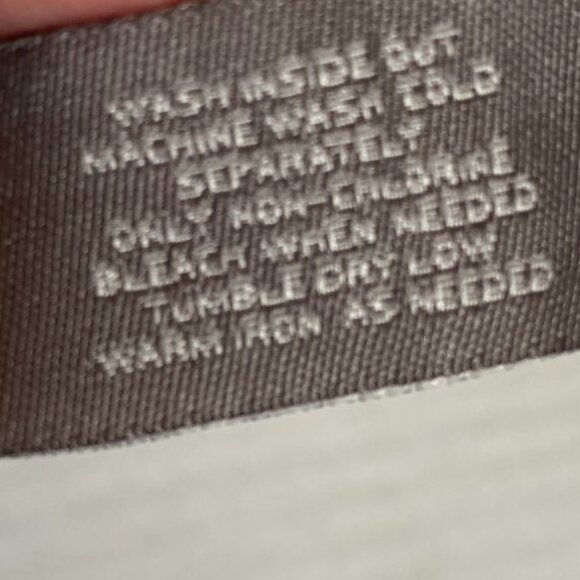 WASH INSIDE OUT
MACHINE WASH COLD
SEPARATELY
ONLY NON-CHLORINE
BLEACH WHEN NEEDED
TUMBLE DRY LOW
WARM IRON AS NEEDED